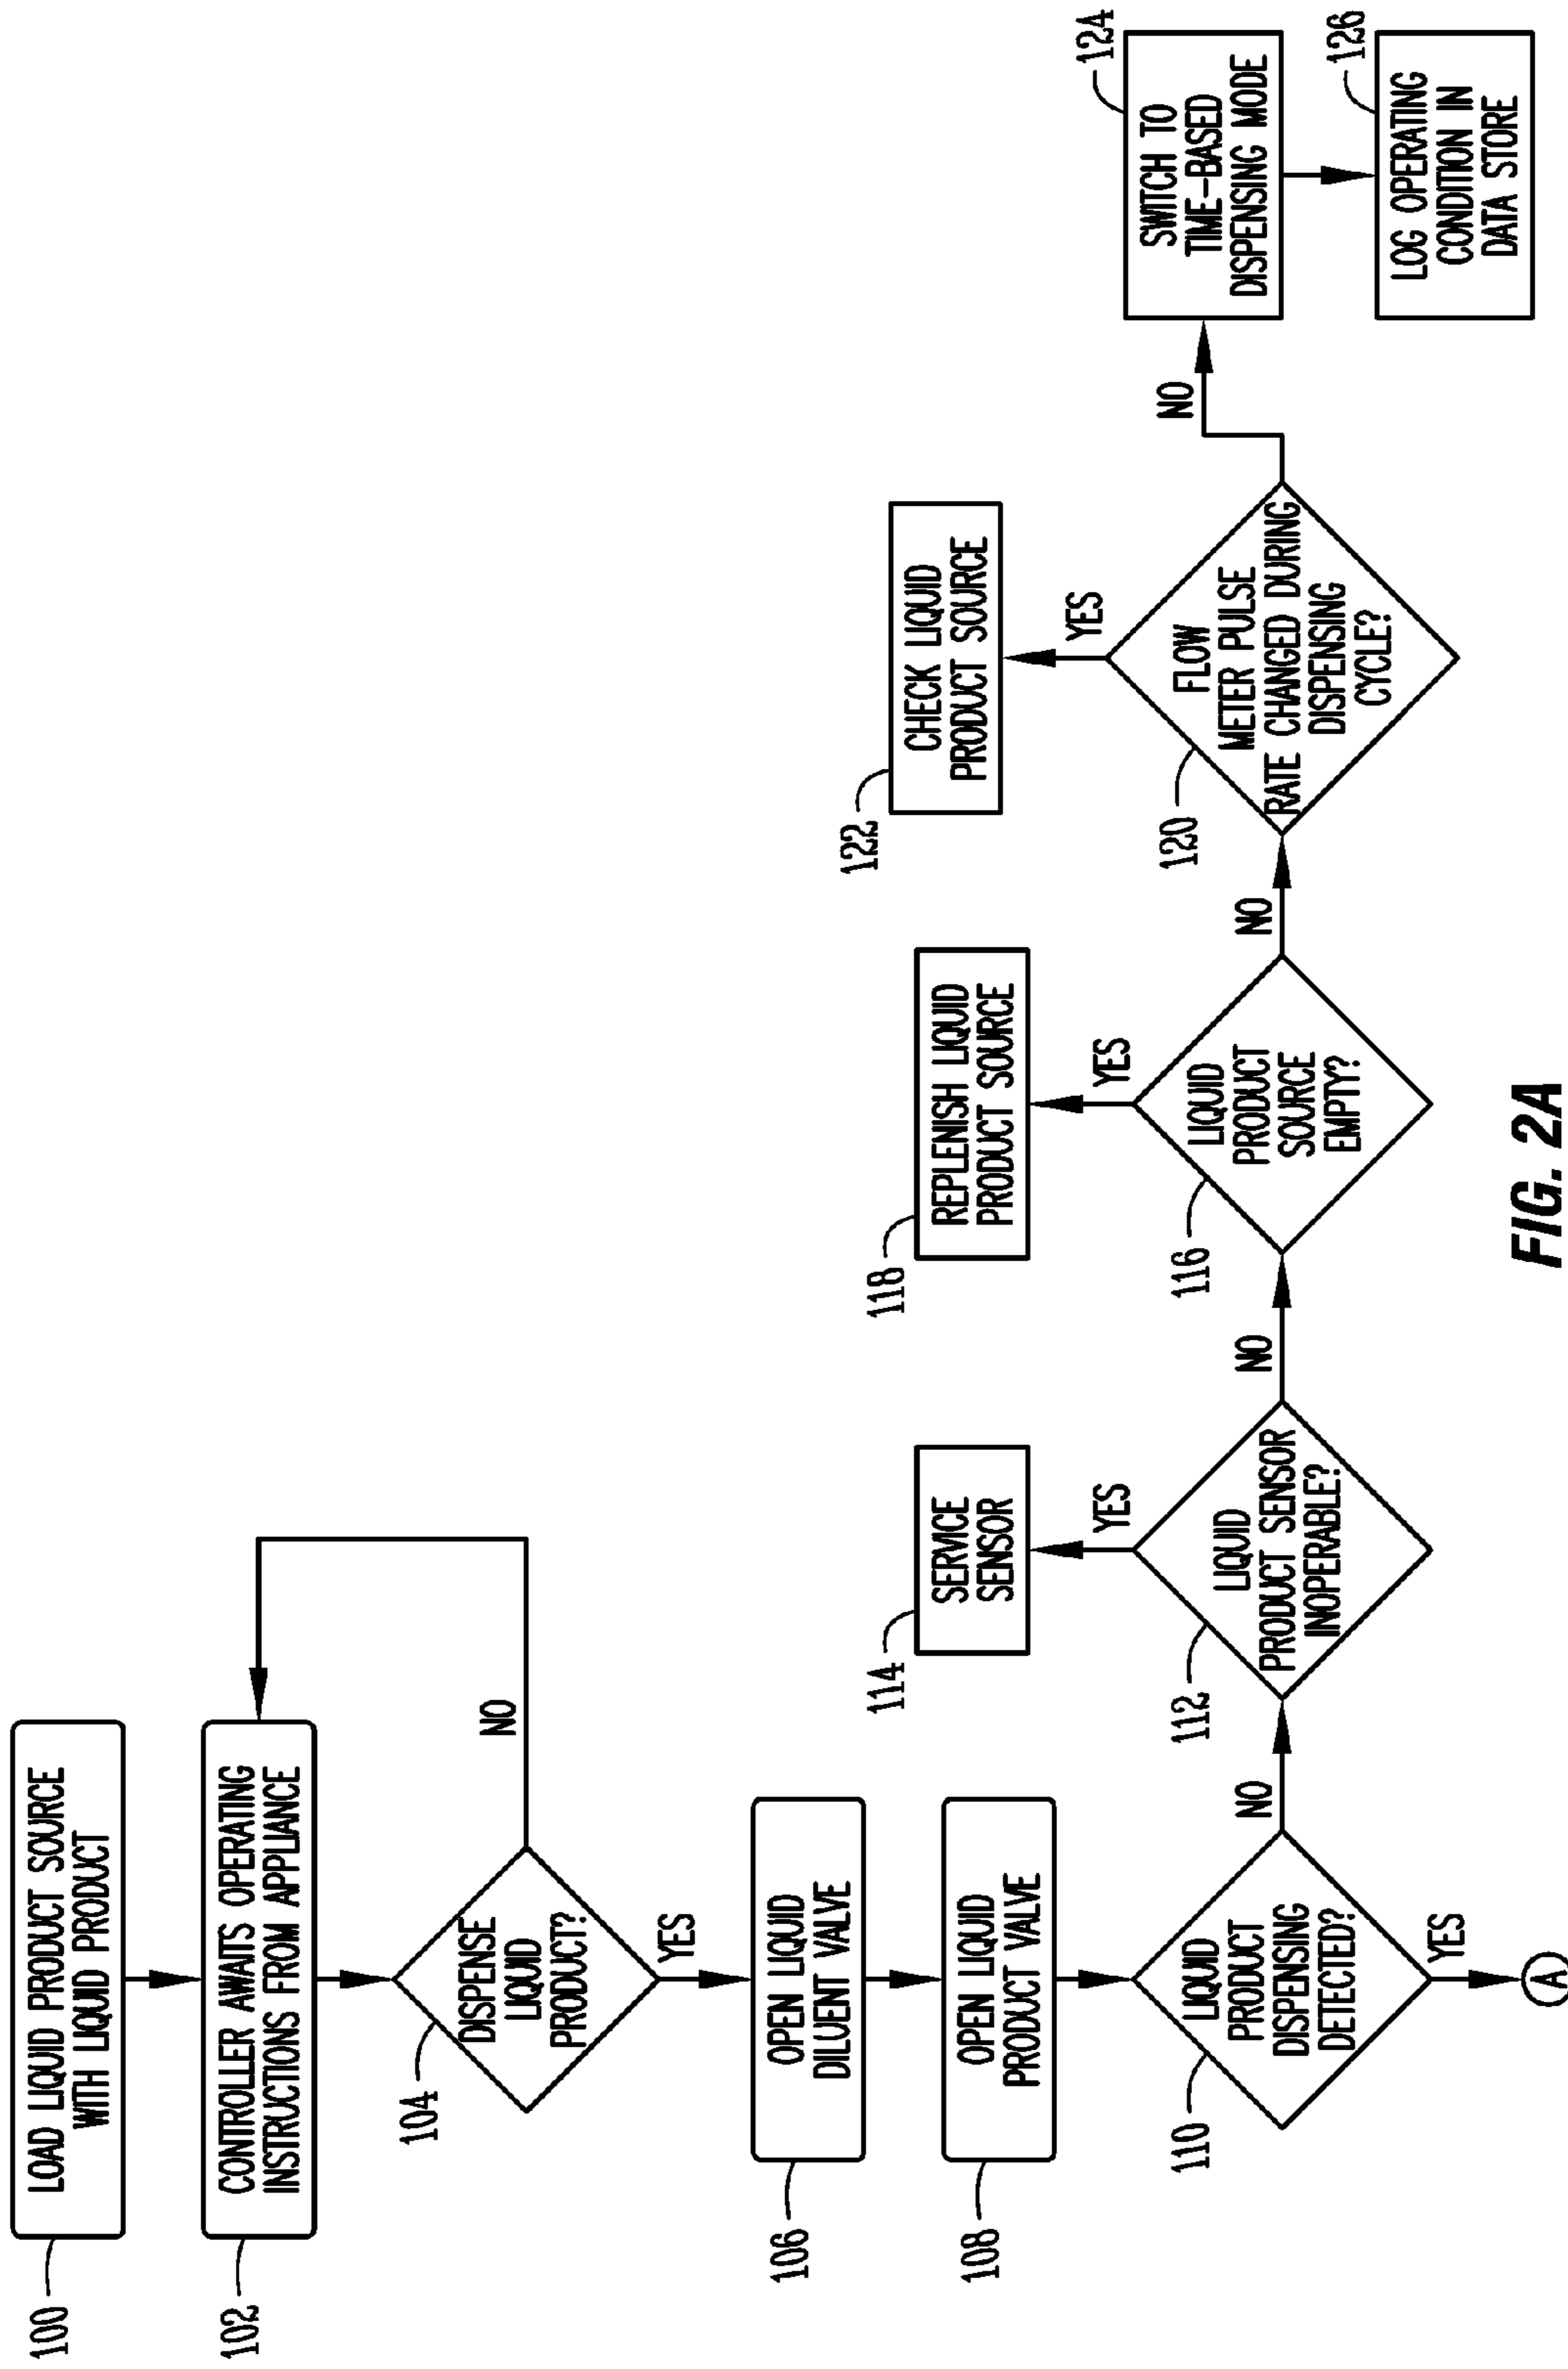 100
LOAD LIQUID PRODUCT SOURCE
WITH LIQUID PRODUCT
102
CONTROLLER AWAITS OPERATING
INSTRUCTIONS FROM APPLIANCE
104
DISPENSE
LIQUID
PRODUCT?
NO
YES
106
OPEN LIQUID
DILUENT VALVE
108
OPEN LIQUID
PRODUCT VALVE
110
LIQUID
PRODUCT
DISPENSING
DETECTED?
YES
A
NO
112
LIQUID
PRODUCT SENSOR
INOPERABLE?
YES
114
SERVICE
SENSOR
NO
116
LIQUID
PRODUCT
SOURCE
EMPTY?
YES
118
REPLENISH LIQUID
PRODUCT SOURCE
NO
120
FLOW
METER PULSE
RATE CHANGED DURING
DISPENSING
CYCLE?
YES
122
CHECK LIQUID
PRODUCT SOURCE
NO
124
SWITCH TO
TIME-BASED
DISPENSING MODE
126
LOG OPERATING
CONDITION IN
DATA STORE
FIG. 2A